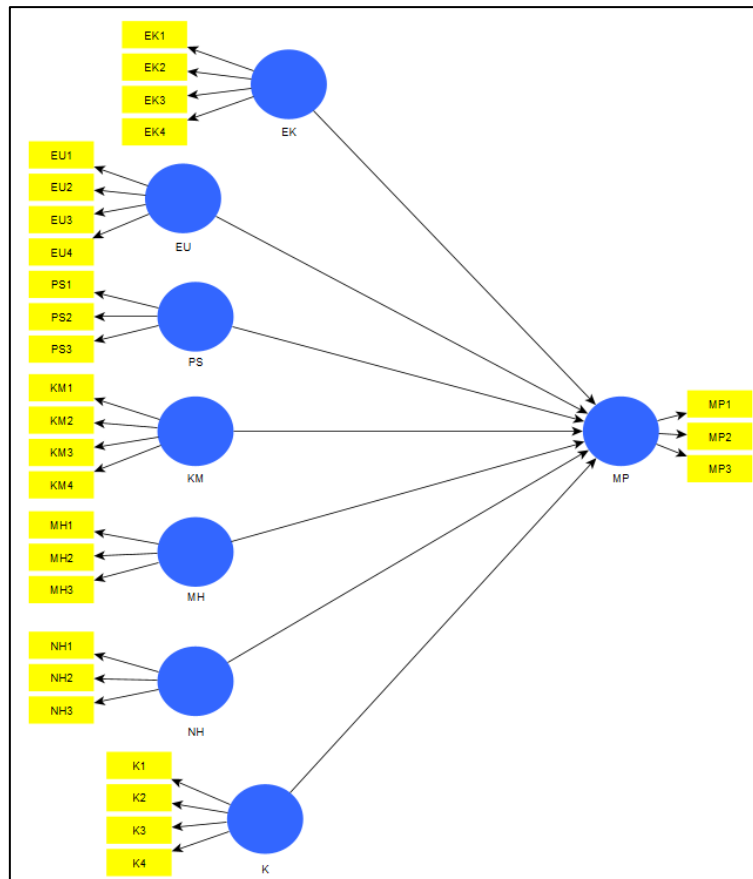 EK1
EK2
EK3
EK4
EK
EU1
EU2
EU3
EU4
EU
PS1
PS2
PS3
PS
KM1
KM2
KM3
KM4
KM
MP1
MP2
MP3
MP
MH1
MH2
MH3
MH
NH1
NH2
NH3
NH
K1
K2
K3
K4
K